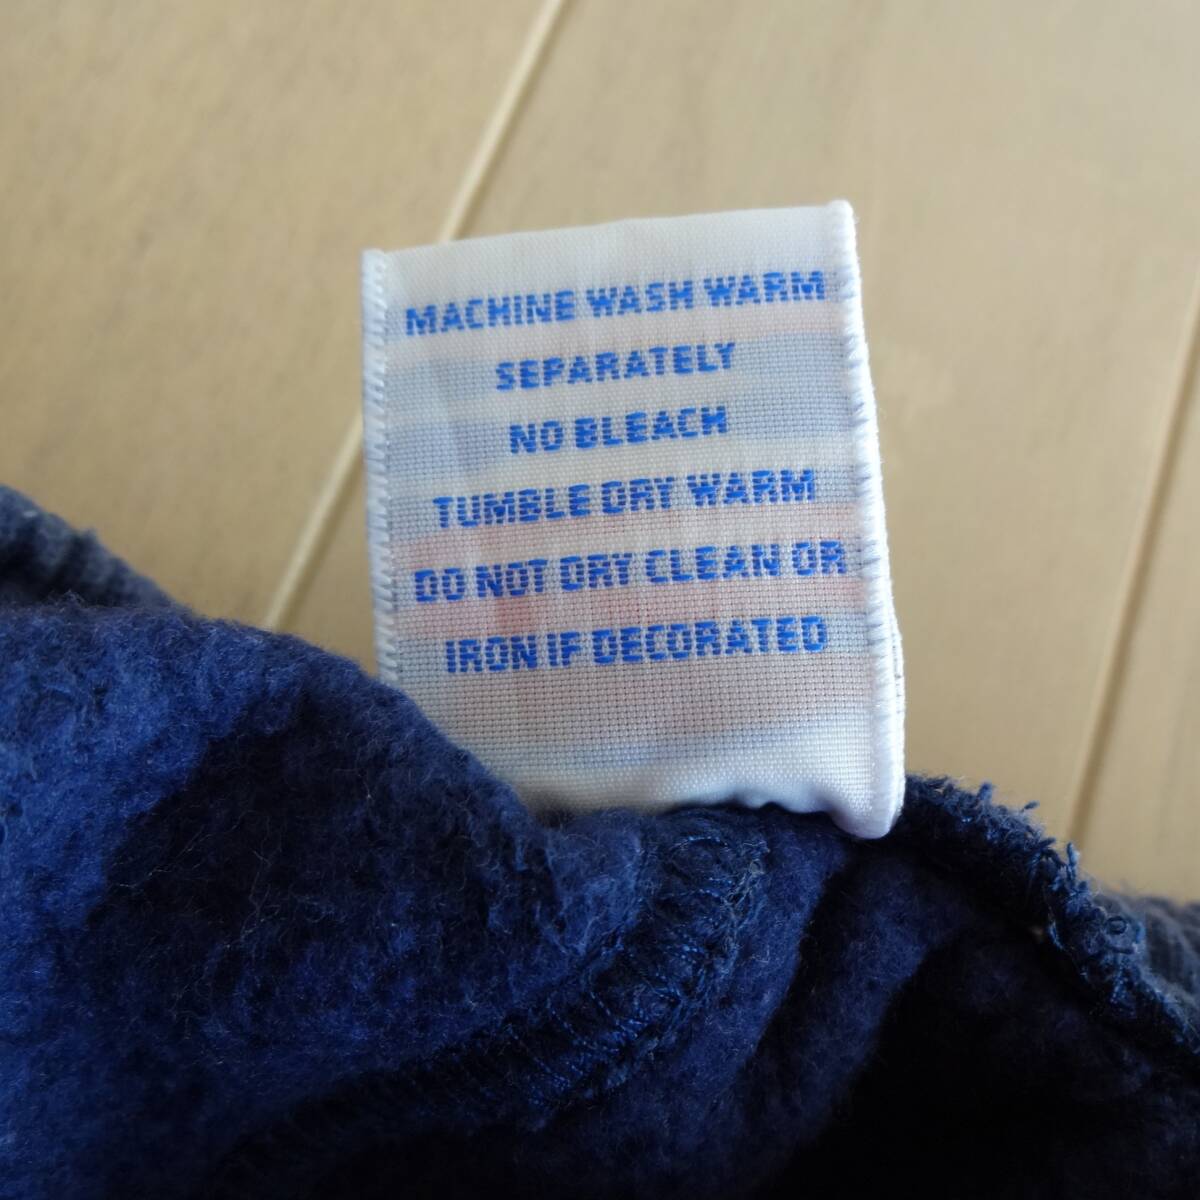 MACHINE WASH WARM
SEPARATELY
NO BLEACH
TUMBLE DRY WARM
DO NOT DRY CLEAN OR
IRON IF DECORATED